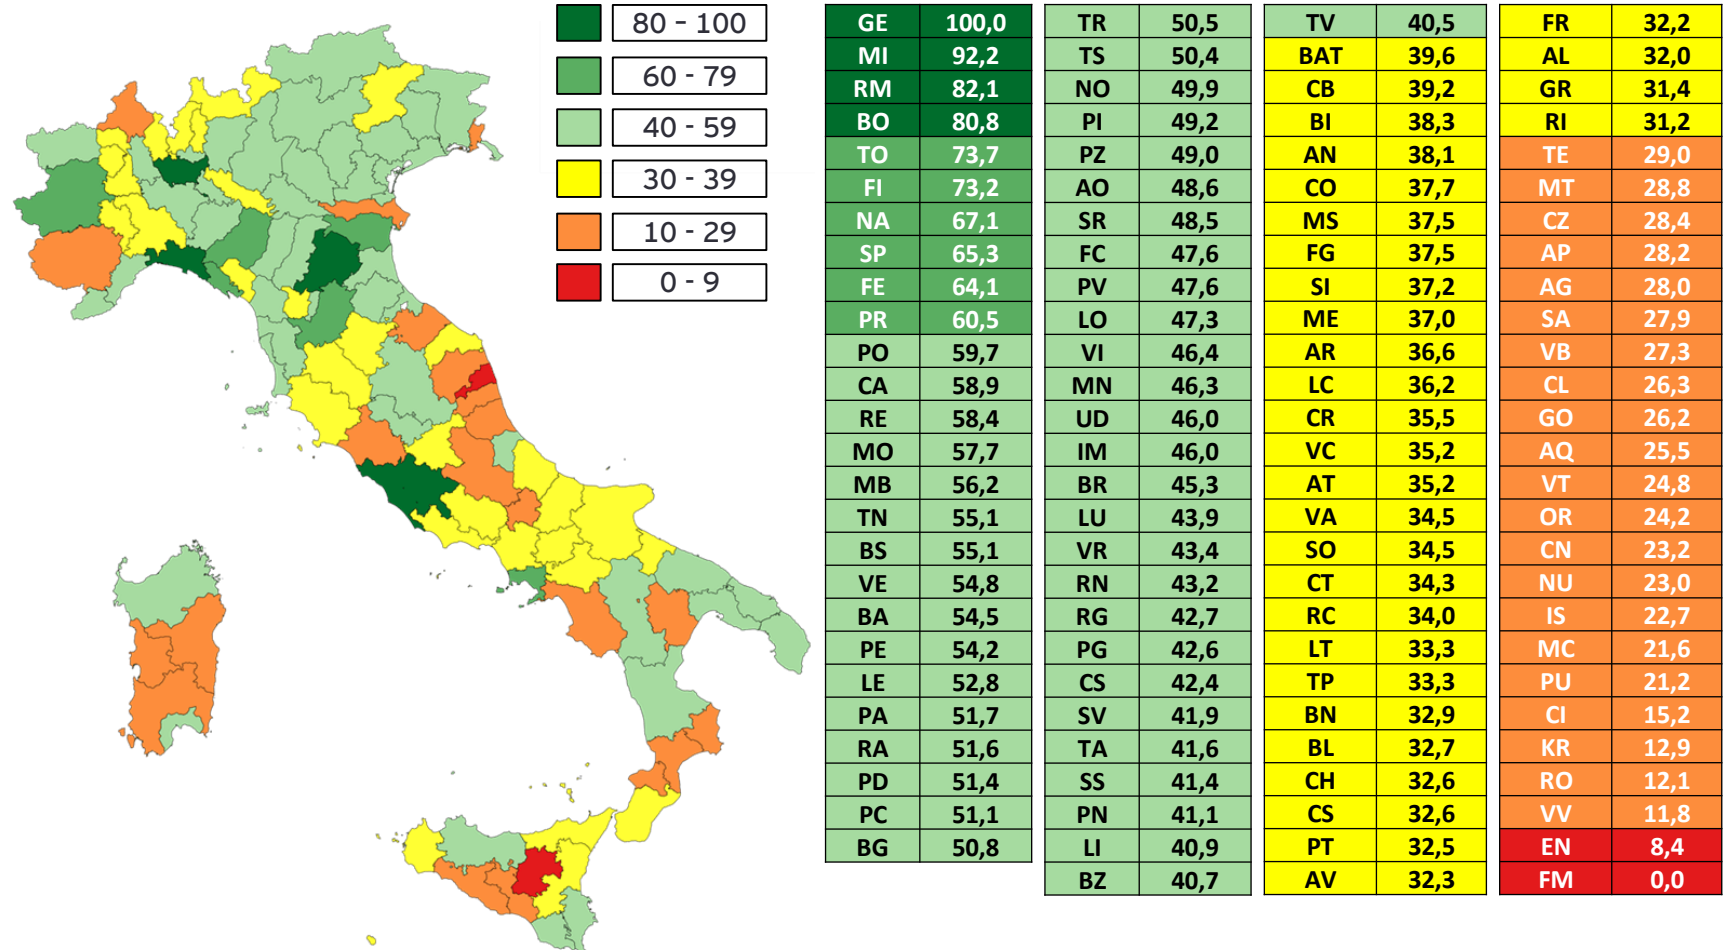 80 - 100
60 - 79
40 - 59
30 - 39
10 - 29
0 - 9
GE 100,0
MI 92,2
RM 82,1
BO 80,8
TO 73,7
FI 73,2
NA 67,1
SP 65,3
FE 64,1
PR 60,5
PO 59,7
CA 58,9
RE 58,4
MO 57,7
MB 56,2
TN 55,1
BS 55,1
VE 54,8
BA 54,5
PE 54,2
LE 52,8
PA 51,7
RA 51,6
PD 51,4
PC 51,1
BG 50,8
TR 50,5
TS 50,4
NO 49,9
PI 49,2
PZ 49,0
AO 48,6
SR 48,5
FC 47,6
PV 47,6
LO 47,3
VI 46,4
MN 46,3
UD 46,0
IM 46,0
BR 45,3
LU 43,9
VR 43,4
RN 43,2
RG 42,7
PG 42,6
CS 42,4
SV 41,9
TA 41,6
SS 41,4
PN 41,1
LI 40,9
BZ 40,7
TV 40,5
BAT 39,6
CB 39,2
BI 38,3
AN 38,1
CO 37,7
MS 37,5
FG 37,5
SI 37,2
ME 37,0
AR 36,6
LC 36,2
CR 35,5
VC 35,2
AT 35,2
VA 34,5
SO 34,5
CT 34,3
RC 34,0
LT 33,3
TP 33,3
BN 32,9
BL 32,7
CH 32,6
CS 32,6
PT 32,5
AV 32,3
FR 32,2
AL 32,0
GR 31,4
RI 31,2
TE 29,0
MT 28,8
CZ 28,4
AP 28,2
AG 28,0
SA 27,9
VB 27,3
CL 26,3
GO 26,2
AQ 25,5
VT 24,8
OR 24,2
CN 23,2
NU 23,0
IS 22,7
MC 21,6
PU 21,2
CI 15,2
KR 12,9
RO 12,1
VV 11,8
EN 8,4
FM 0,0